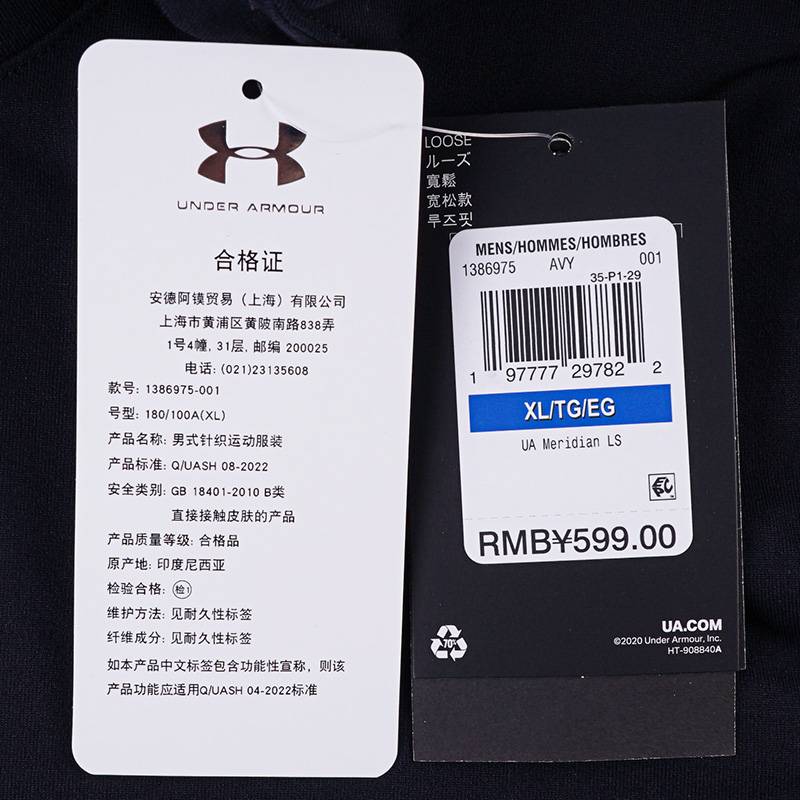 UNDER ARMOUR
合格证
安德阿镆贸易（上海）有限公司
上海市黄浦区黄陂南路838弄
1号4幢, 31层, 邮编 200025
电话: (021)23135608
款号: 1386975-001
号型: 180/100A(XL)
产品名称: 男式针织运动服装
产品标准: Q/UASH 08-2022
安全类别: GB 18401-2010 B类
直接接触皮肤的产品
产品质量等级: 合格品
原产地: 印度尼西亚
检验合格: 检1
维护方法: 见耐久性标签
纤维成分: 见耐久性标签
如本产品中文标签包含功能性宣称，则该
产品功能应适用Q/UASH 04-2022标准
LOOSE
ルーズ
寬鬆
宽松款
루즈핏
MENS/HOMMES/HOMBRES
1386975 AVY 001
35-P1-29
1 97777 29782 2
XL/TG/EG
UA Meridian LS
EPC
RMB¥599.00
70%
UA.COM
©2020 Under Armour, Inc.
HT-908840A